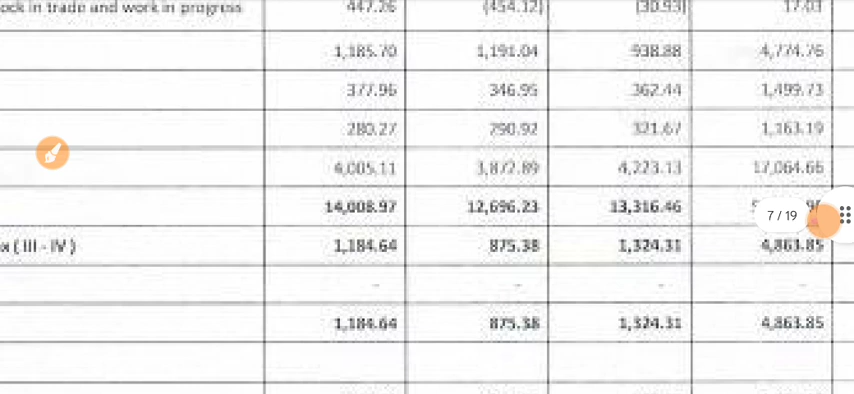 ock in trade and work in progress 447.26 (454.12) (30.93) 17.03
1,185.70 1,191.04 938.88 4,774.76
377.96 346.95 362.44 1,499.73
280.27 290.92 321.67 1,163.19
4,005.11 3,872.89 4,223.13 17,064.66
14,008.97 12,696.23 13,316.46
7 / 19
x ( III - IV ) 1,184.64 875.38 1,324.31 4,863.85
- - - -
1,184.64 875.38 1,324.31 4,863.85